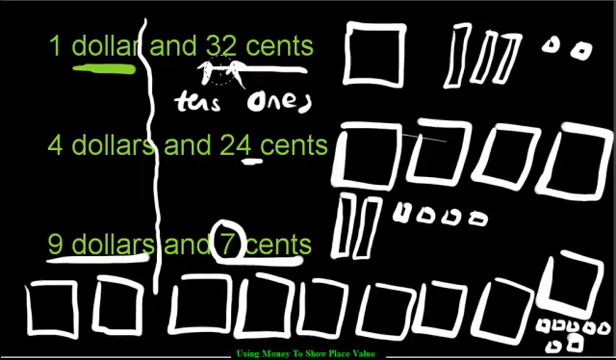 1 dollar and 32 cents
tens ones
4 dollars and 24 cents
9 dollars and 7 cents
Using Money To Show Place Value